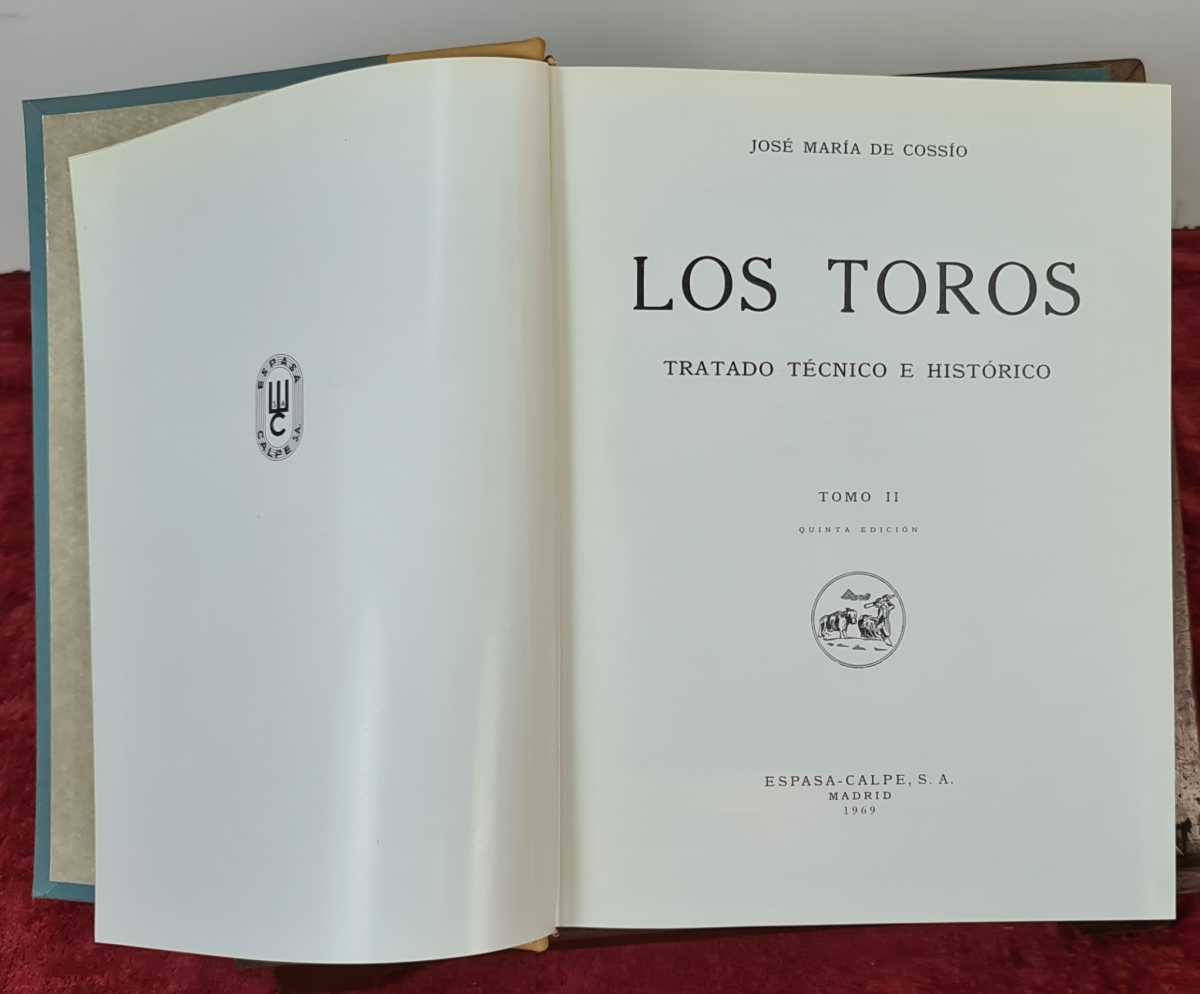 ESPASA
S A
C
CALPE S.A.
JOSÉ MARÍA DE COSSÍO
LOS TOROS
TRATADO TÉCNICO E HISTÓRICO
TOMO II
QUINTA EDICIÓN
ESPASA-CALPE, S. A.
MADRID
1969